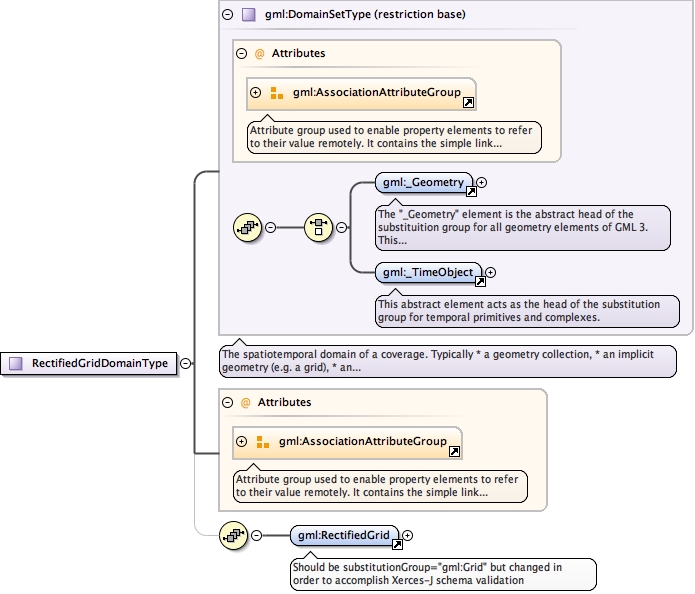 gml:DomainSetType (restriction base)
@ Attributes
gml:AssociationAttributeGroup
Attribute group used to enable property elements to refer
to their value remotely. It contains the simple link...
gml:_Geometry
The "_Geometry" element is the abstract head of the
substituition group for all geometry elements of GML 3.
This...
gml:_TimeObject
This abstract element acts as the head of the substitution
group for temporal primitives and complexes.
RectifiedGridDomainType
The spatiotemporal domain of a coverage. Typically * a geometry collection, * an implicit
geometry (e.g. a grid), * an...
@ Attributes
gml:AssociationAttributeGroup
Attribute group used to enable property elements to refer
to their value remotely. It contains the simple link...
gml:RectifiedGrid
Should be substitutionGroup="gml:Grid" but changed in
order to accomplish Xerces-J schema validation